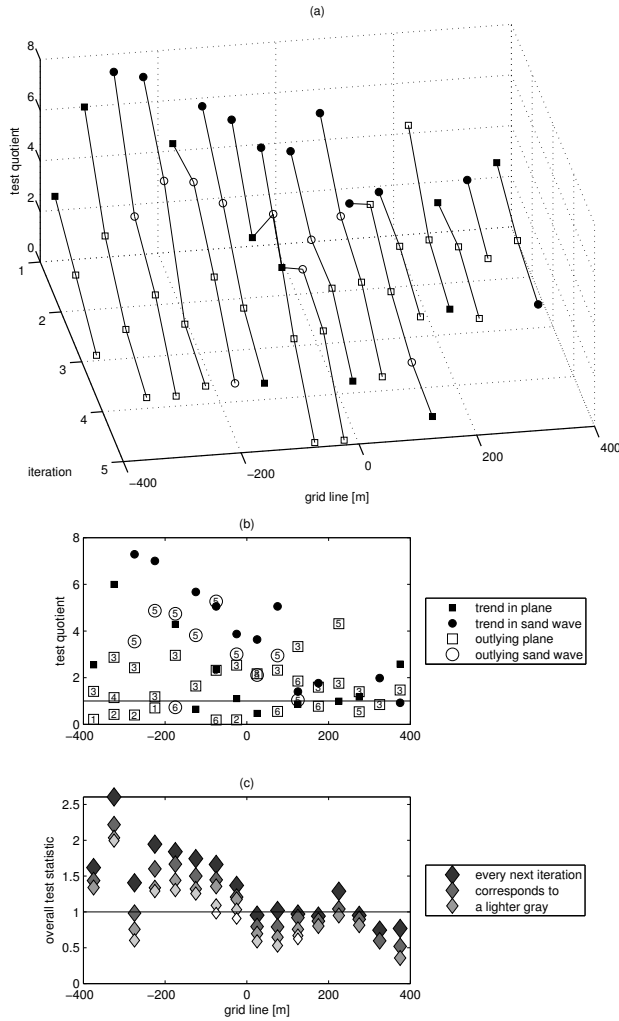 (a)
8
6
4
2
0
test quotient
1
2
3
4
5
iteration
−400
−200
0
200
400
grid line [m]
(b)
8
6
4
2
0
test quotient
−400
−200
0
200
400
trend in plane
trend in sand wave
outlying plane
outlying sand wave
(c)
2.5
2
1.5
1
0.5
0
overall test statistic
−400
−200
0
200
400
grid line [m]
every next iteration
corresponds to
a lighter gray